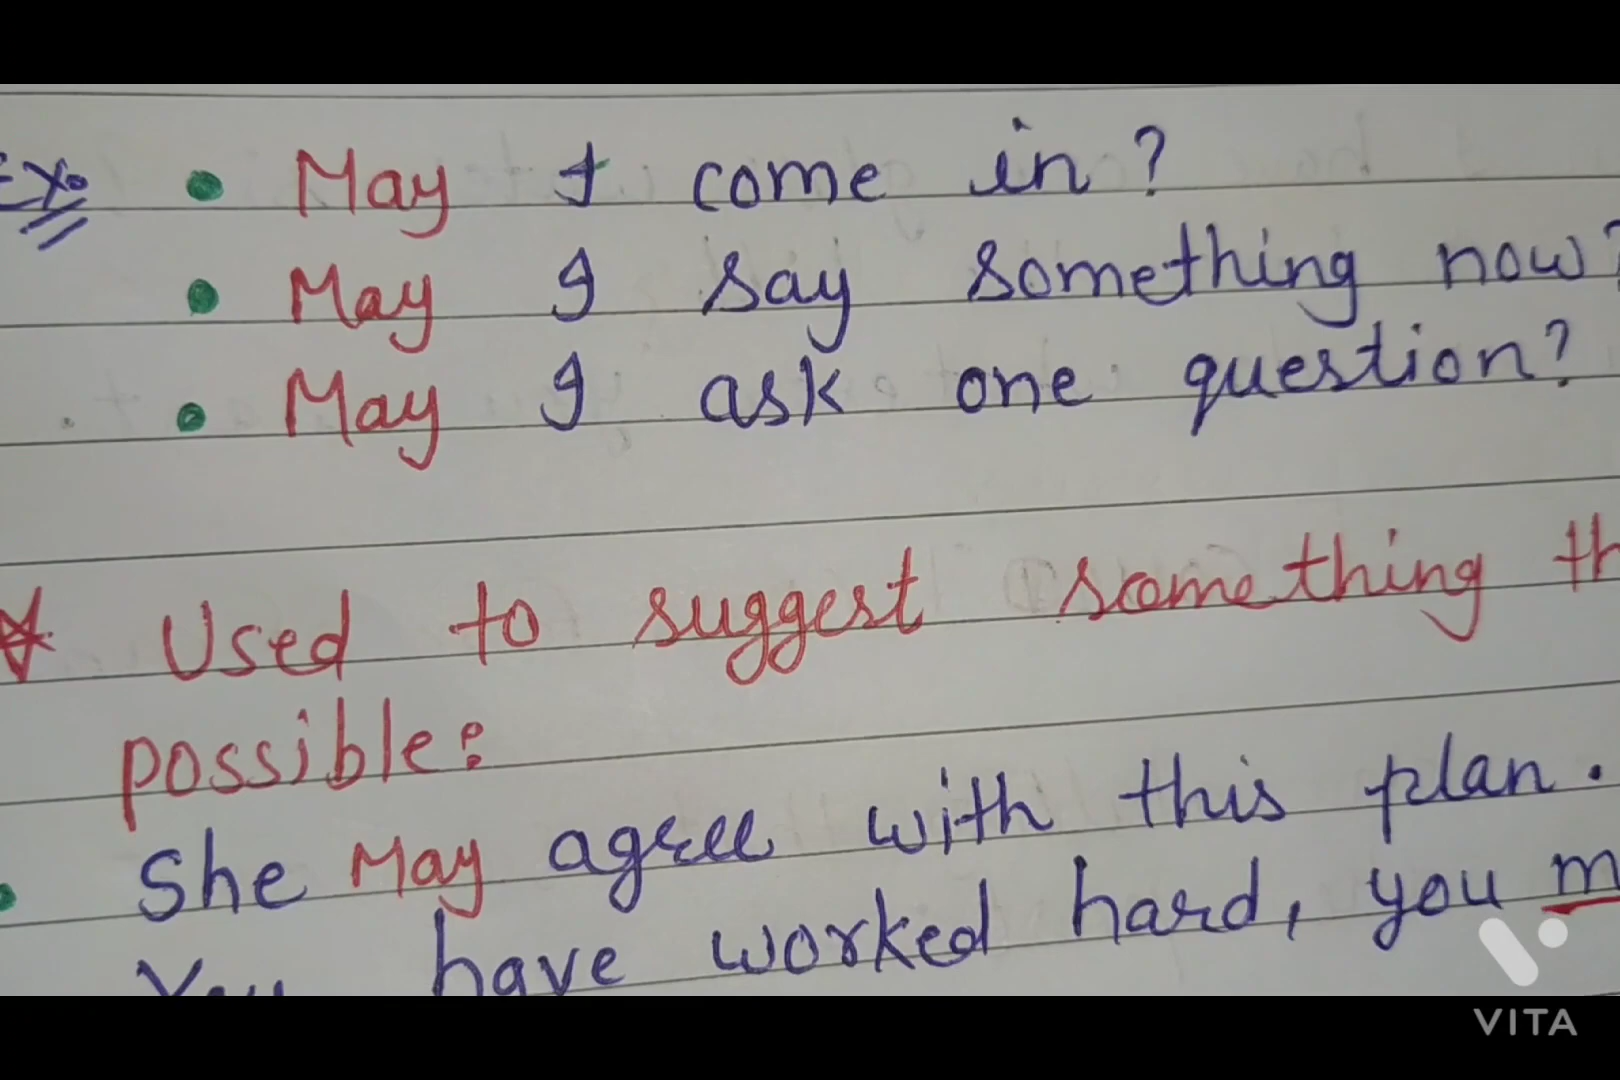 Ex.
• May I come in?
• May I say something now?
• May I ask one question?
Used to suggest something
possible:
She May agree with this plan.
You have worked hard, you
VITA